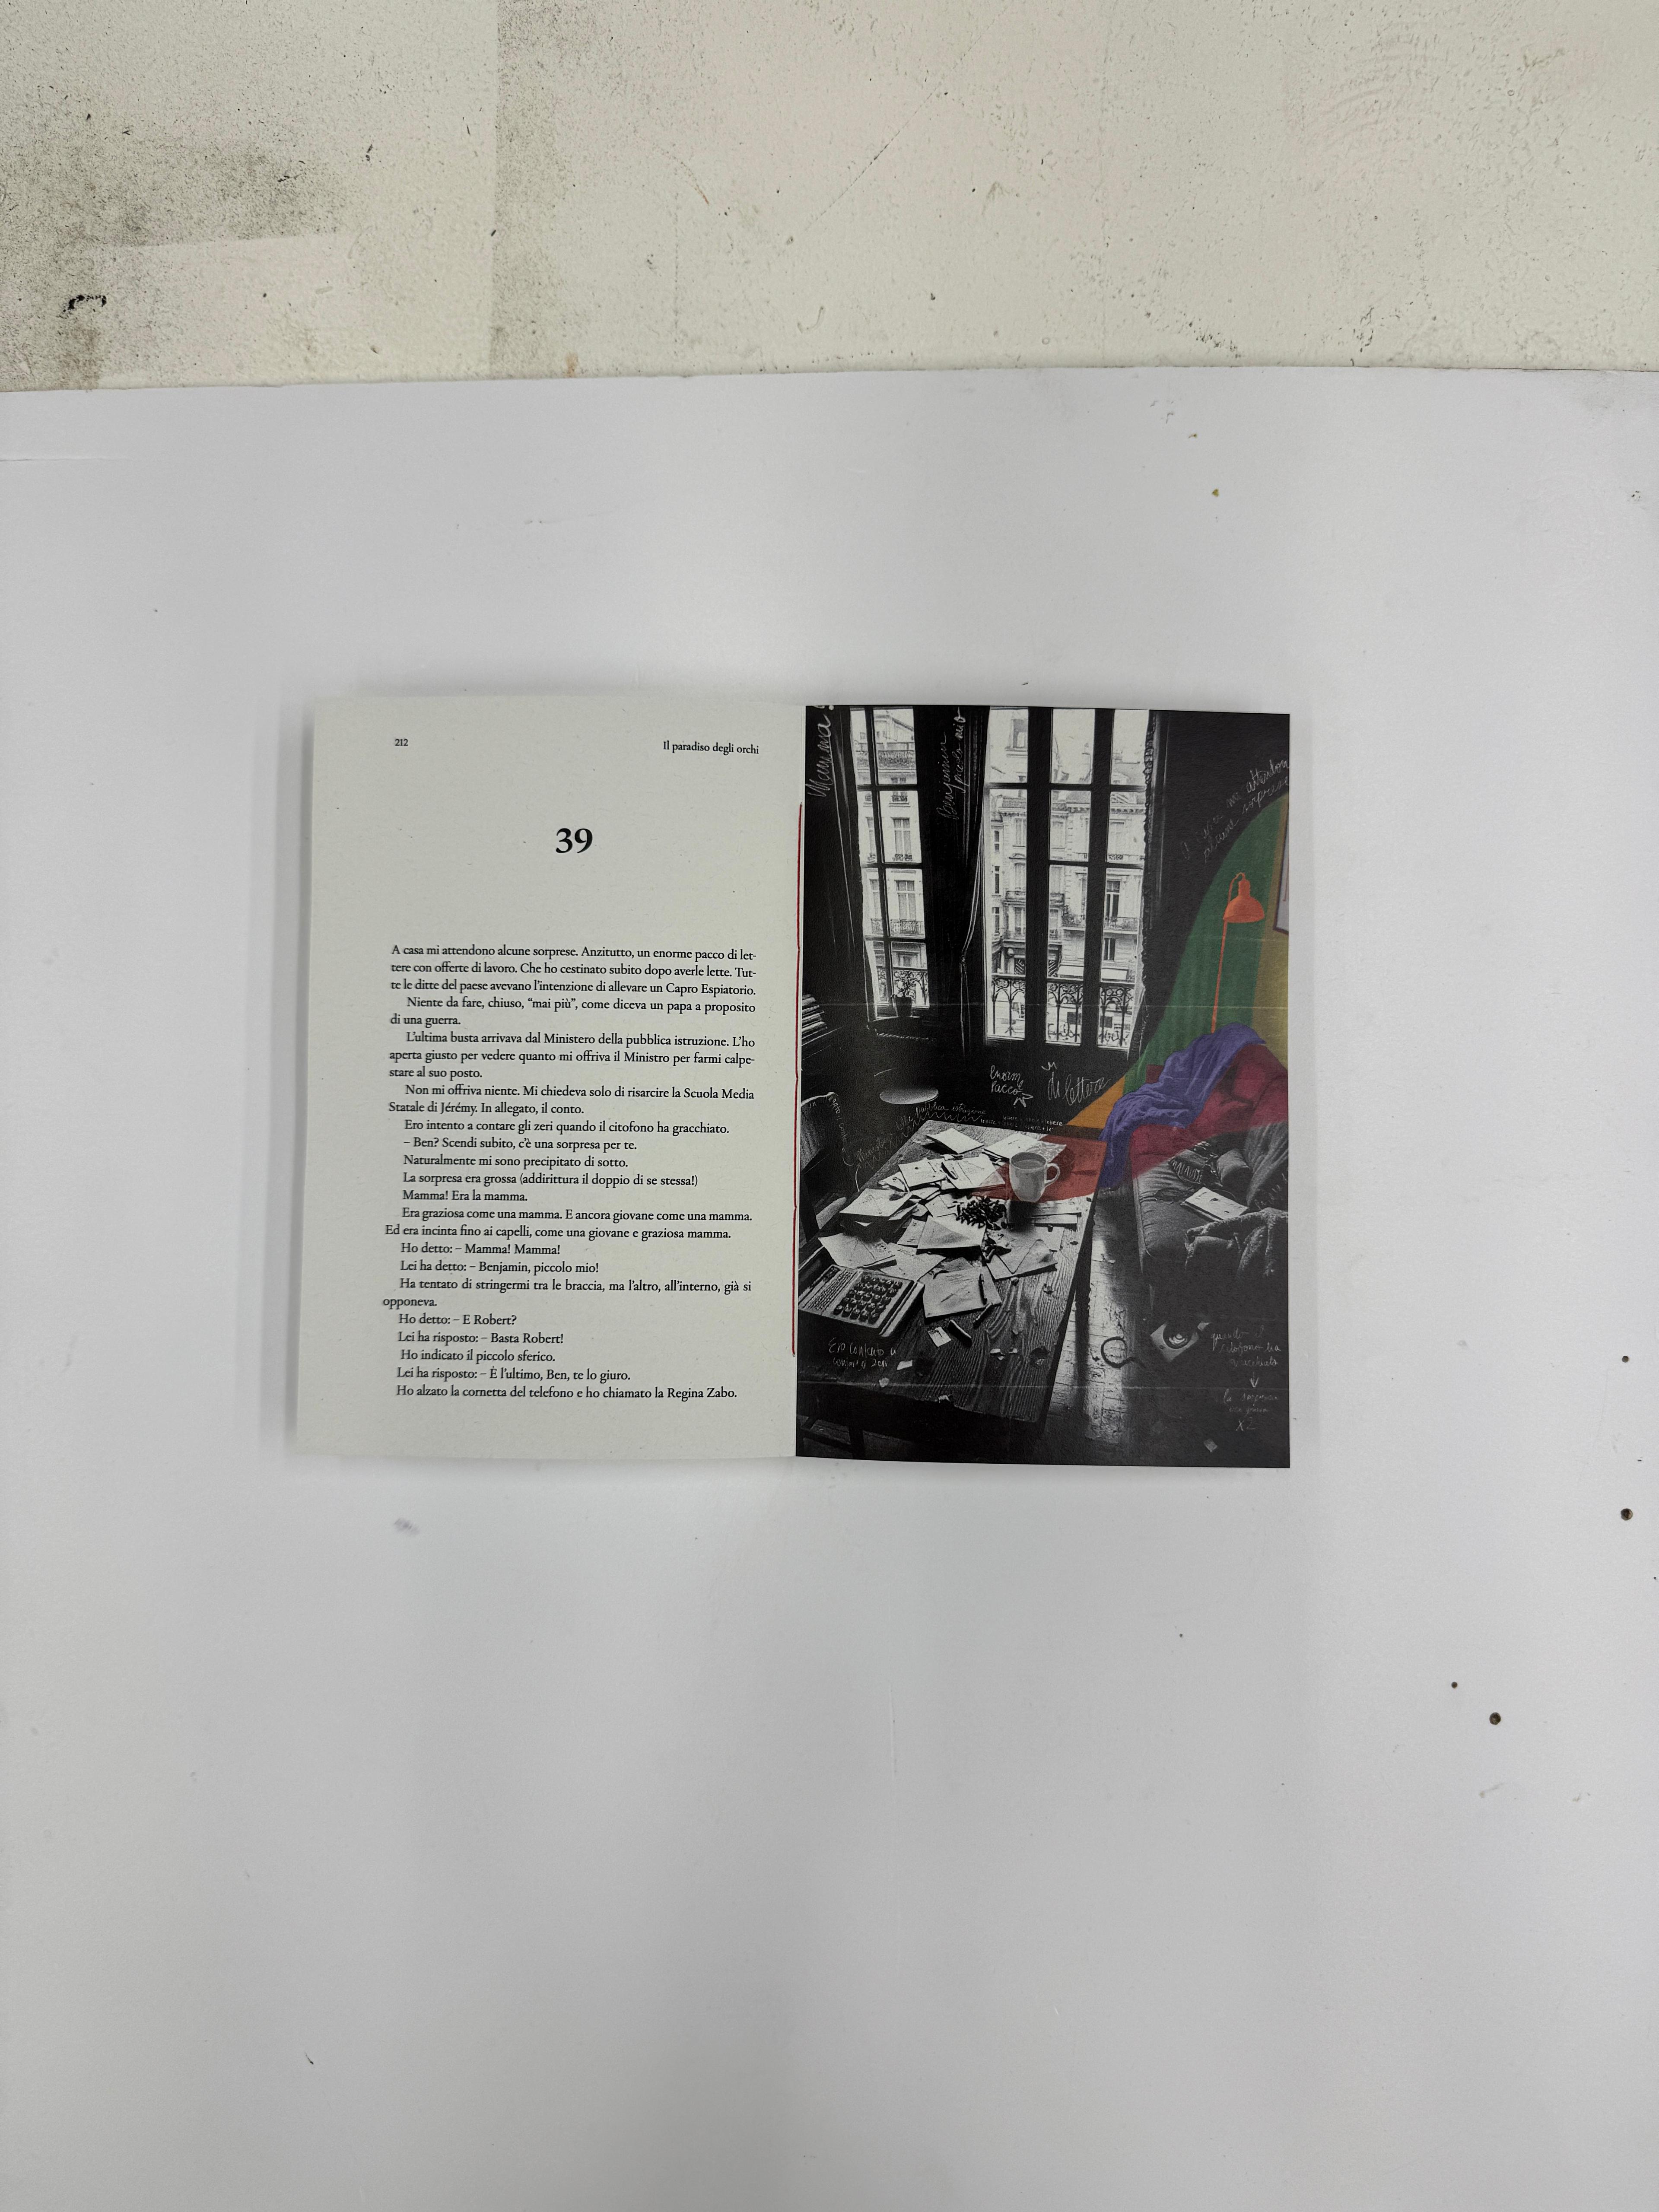 212
Il paradiso degli orchi
39
A casa mi attendono alcune sorprese. Anzitutto, un enorme pacco di let-
tere con offerte di lavoro. Che ho cestinato subito dopo averle lette. Tut-
te le ditte del paese avevano l'intenzione di allevare un Capro Espiatorio.
Niente da fare, chiuso, "mai più", come diceva un papa a proposito
di una guerra.
L'ultima busta arrivava dal Ministero della pubblica istruzione. L'ho
aperta giusto per vedere quanto mi offriva il Ministro per farmi calpe-
stare al suo posto.
Non mi offriva niente. Mi chiedeva solo di risarcire la Scuola Media
Statale di Jérémy. In allegato, il conto.
Ero intento a contare gli zeri quando il citofono ha gracchiato.
– Ben? Scendi subito, c'è una sorpresa per te.
Naturalmente mi sono precipitato di sotto.
La sorpresa era grossa (addirittura il doppio di se stessa!)
Mamma! Era la mamma.
Era graziosa come una mamma. E ancora giovane come una mamma.
Ed era incinta fino ai capelli, come una giovane e graziosa mamma.
Ho detto: – Mamma! Mamma!
Lei ha detto: – Benjamin, piccolo mio!
Ha tentato di stringermi tra le braccia, ma l'altro, all'interno, già si
opponeva.
Ho detto: – E Robert?
Lei ha risposto: – Basta Robert!
Ho indicato il piccolo sferico.
Lei ha risposto: – È l'ultimo, Ben, te lo giuro.
Ho alzato la cornetta del telefono e ho chiamato la Regina Zabo.
Mamma!
benjamin
piccolo mio
A casa mi attendono
alcune sorprese
enorme
pacco
di lettere
pubblica istruzione
quando
citofono ha
gracchiato
la sorpresa
era grossa
x2